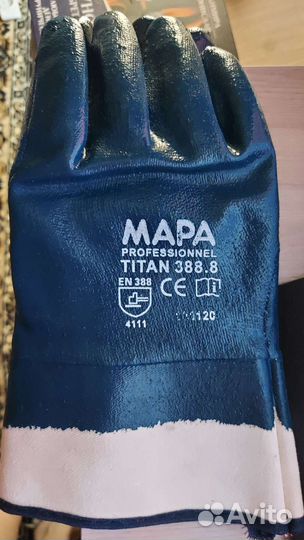 MAPA
PROFESSIONNEL
TITAN 388.8
EN 388
CE
4111
Avito